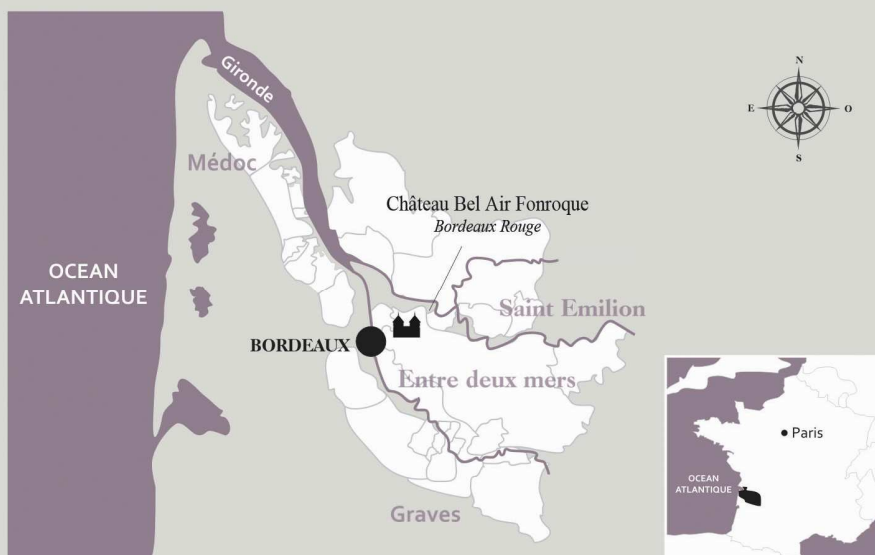 Gironde
N
E
O
S
Médoc
Château Bel Air Fonroque
Bordeaux Rouge
OCEAN
ATLANTIQUE
Saint Emilion
BORDEAUX
Entre deux mers
Graves
Paris
OCEAN
ATLANTIQUE